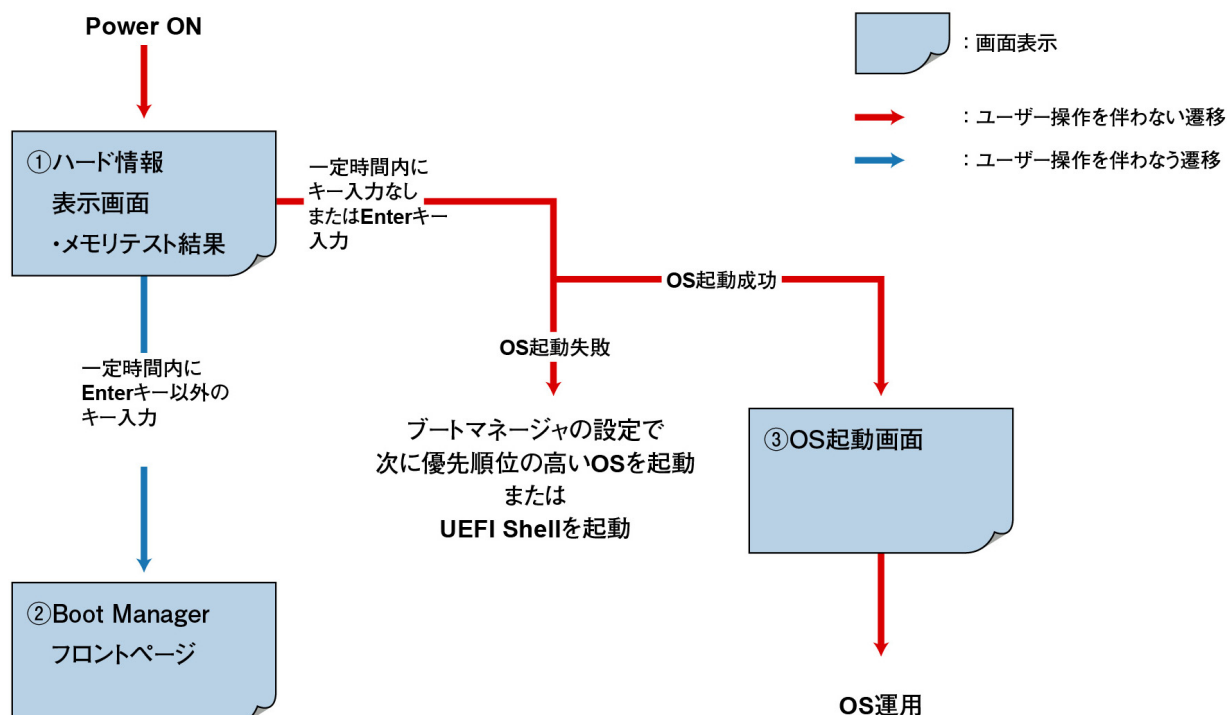 Power ON
：画面表示
：ユーザー操作を伴わない遷移
：ユーザー操作を伴わなう遷移
①ハード情報
表示画面
・メモリテスト結果
一定時間内に
キー入力なし
またはEnterキー
入力
OS起動成功
OS起動失敗
一定時間内に
Enterキー以外の
キー入力
ブートマネージャの設定で
次に優先順位の高いOSを起動
または
UEFI Shellを起動
③OS起動画面
②Boot Manager
フロントページ
OS運用